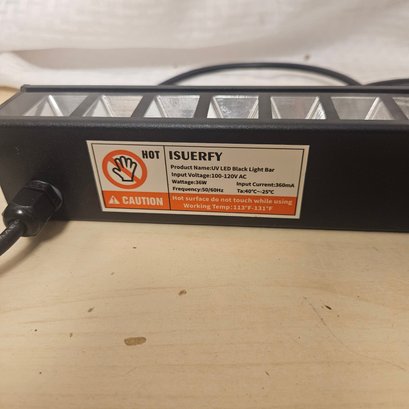 HOT
CAUTION
ISUERFY
Product Name:UV LED Black Light Bar
Input Voltage:100-120V AC
Wattage:36W Input Current:360mA
Frequency:50/60Hz Ta:40°C~-25°C
Hot surface do not touch while using
Working Temp:113°F-131°F